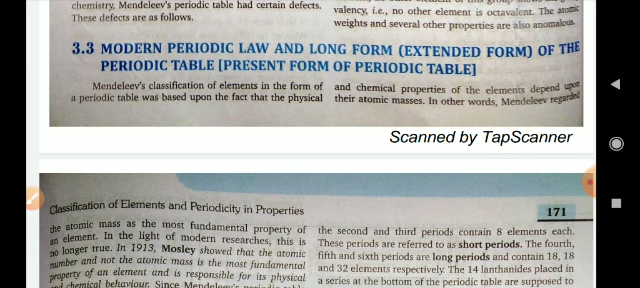 chemistry, Mendeleev's periodic table had certain defects.
These defects are as follows.
valency, i.e., no other element is octavalent. The atomic
weights and several other properties are also anomalous.
3.3 MODERN PERIODIC LAW AND LONG FORM (EXTENDED FORM) OF THE
PERIODIC TABLE [PRESENT FORM OF PERIODIC TABLE]
Mendeleev's classification of elements in the form of
a periodic table was based upon the fact that the physical
and chemical properties of the elements depend upon
their atomic masses. In other words, Mendeleev regarded
Scanned by TapScanner
Classification of Elements and Periodicity in Properties
171
the atomic mass as the most fundamental property of
an element. In the light of modern researches, this is
no longer true. In 1913, Mosley showed that the atomic
number and not the atomic mass is the most fundamental
property of an element and is responsible for its physical
and chemical behaviour. Since Mendeleev's periodic
the second and third periods contain 8 elements each.
These periods are referred to as short periods. The fourth,
fifth and sixth periods are long periods and contain 18, 18
and 32 elements respectively. The 14 lanthanides placed in
a series at the bottom of the periodic table are supposed to